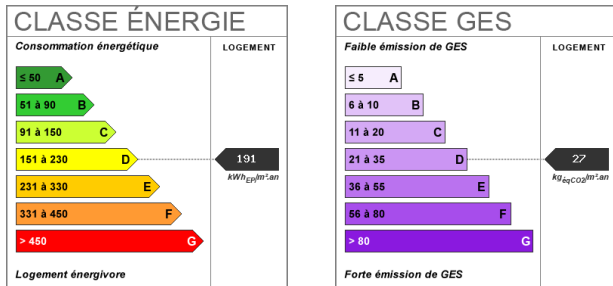 CLASSE ÉNERGIE
Consommation énergétique
LOGEMENT
≤ 50 A
51 à 90 B
91 à 150 C
151 à 230 D
191
kWhEP/m².an
231 à 330 E
331 à 450 F
> 450 G
Logement énergivore
CLASSE GES
Faible émission de GES
LOGEMENT
≤ 5 A
6 à 10 B
11 à 20 C
21 à 35 D
27
kgéqCO2/m².an
36 à 55 E
56 à 80 F
> 80 G
Forte émission de GES